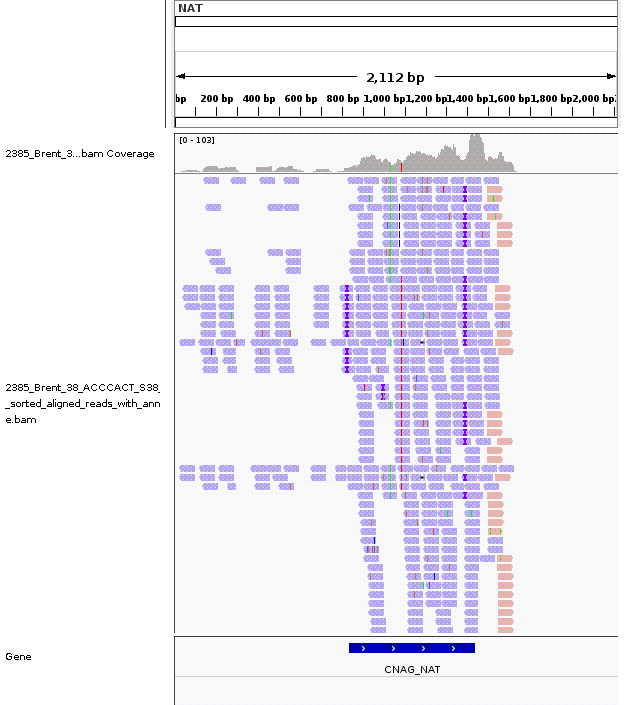 NAT
2,112 bp
bp 200 bp 400 bp 600 bp 800 bp 1,000 bp 1,200 bp 1,400 bp 1,600 bp 1,800 bp 2,000 bp 2
[0 - 103]
2385_Brent_3...bam Coverage
2385_Brent_38_ACCCACT_S38_
_sorted_aligned_reads_with_ann
e.bam
Gene
CNAG_NAT